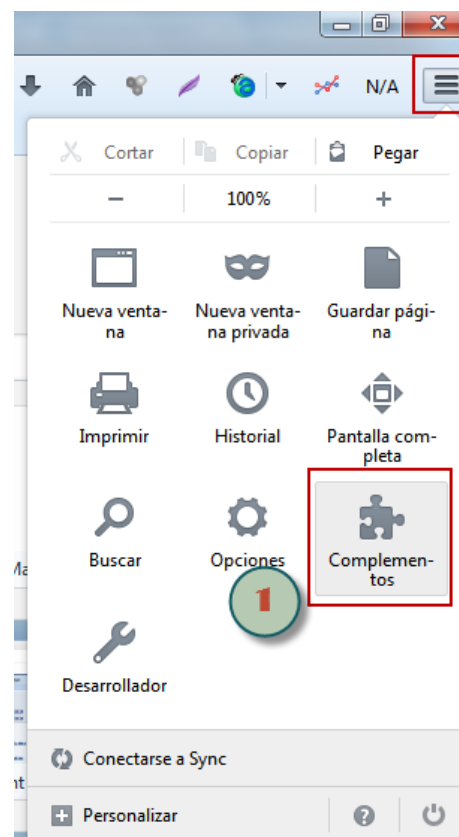 N/A
Cortar Copiar Pegar
− 100% +
Nueva venta-
na
Nueva venta-
na privada
Guardar pági-
na
Imprimir
Historial
Pantalla com-
pleta
Buscar
Opciones
Complemen-
tos
1
Desarrollador
Conectarse a Sync
Personalizar
?